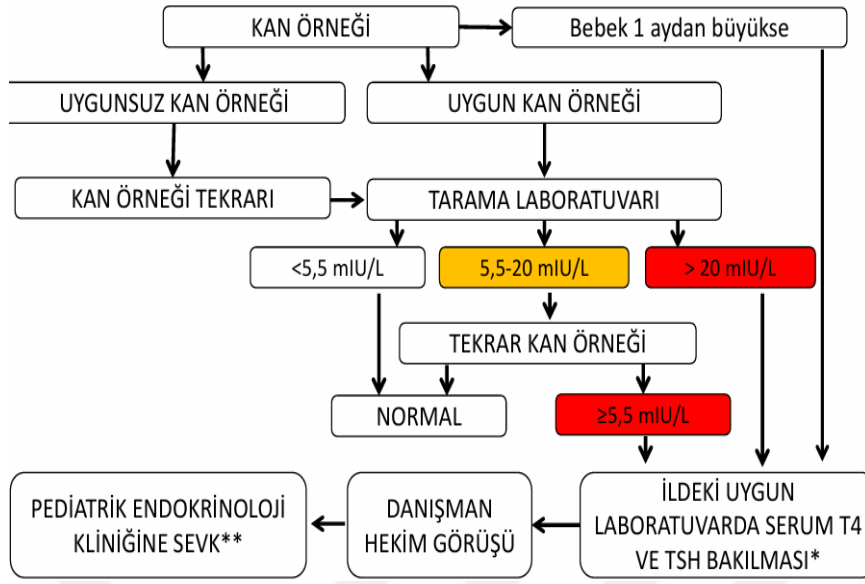 KAN ÖRNEĞİ
Bebek 1 aydan büyükse
UYGUNSUZ KAN ÖRNEĞİ
UYGUN KAN ÖRNEĞİ
KAN ÖRNEĞİ TEKRARI
TARAMA LABORATUVARI
<5,5 mIU/L
5,5-20 mIU/L
> 20 mIU/L
TEKRAR KAN ÖRNEĞİ
NORMAL
≥5,5 mIU/L
PEDİATRİK ENDOKRİNOLOJİ
KLİNİĞİNE SEVK**
DANIŞMAN
HEKİM GÖRÜŞÜ
İLDEKİ UYGUN
LABORATUVARDA SERUM T4
VE TSH BAKILMASI*